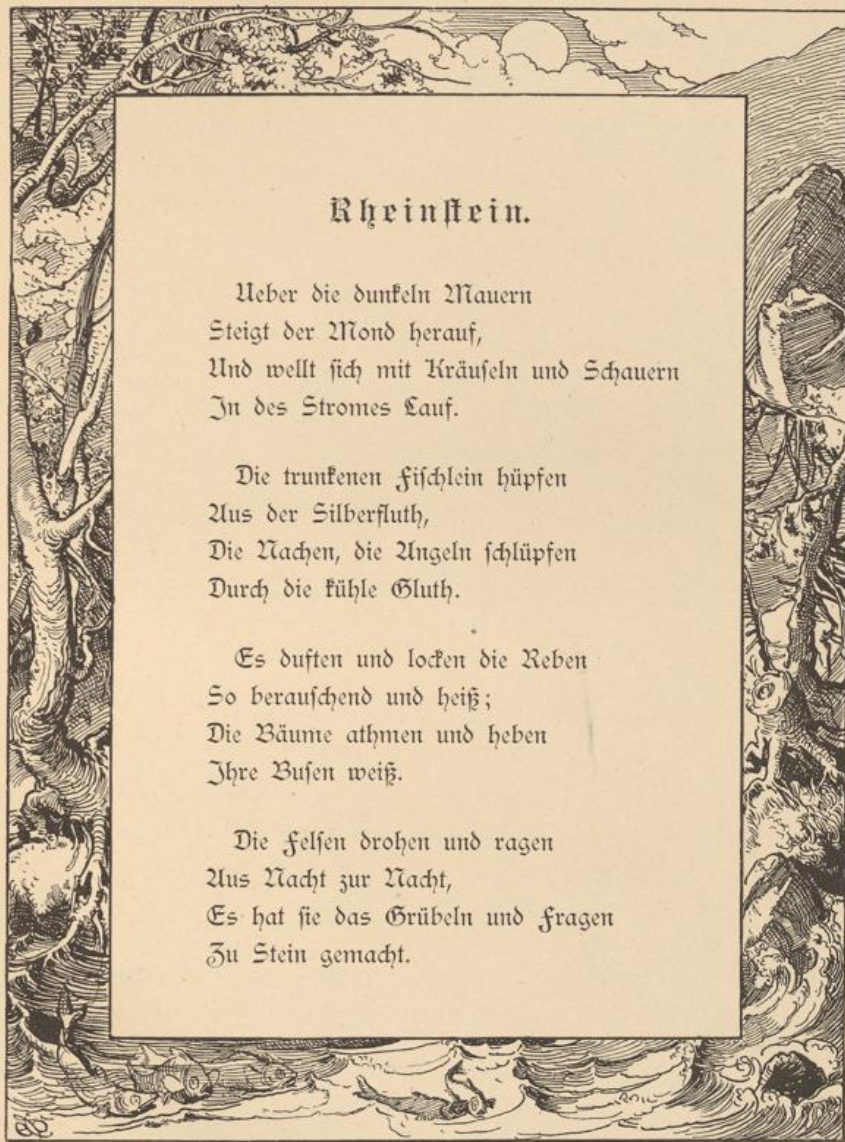 Rheinstein.
Ueber die dunkeln Mauern
Steigt der Mond herauf,
Und wellt sich mit Kräuseln und Schauern
In des Stromes Lauf.
Die trunkenen Fischlein hüpfen
Aus der Silberfluth,
Die Nachen, die Angeln schlüpfen
Durch die kühle Gluth.
Es duften und locken die Reben
So berauschend und heiß;
Die Bäume athmen und heben
Ihre Busen weiß.
Die Felsen drohen und ragen
Aus Nacht zur Nacht,
Es hat sie das Grübeln und Fragen
Zu Stein gemacht.